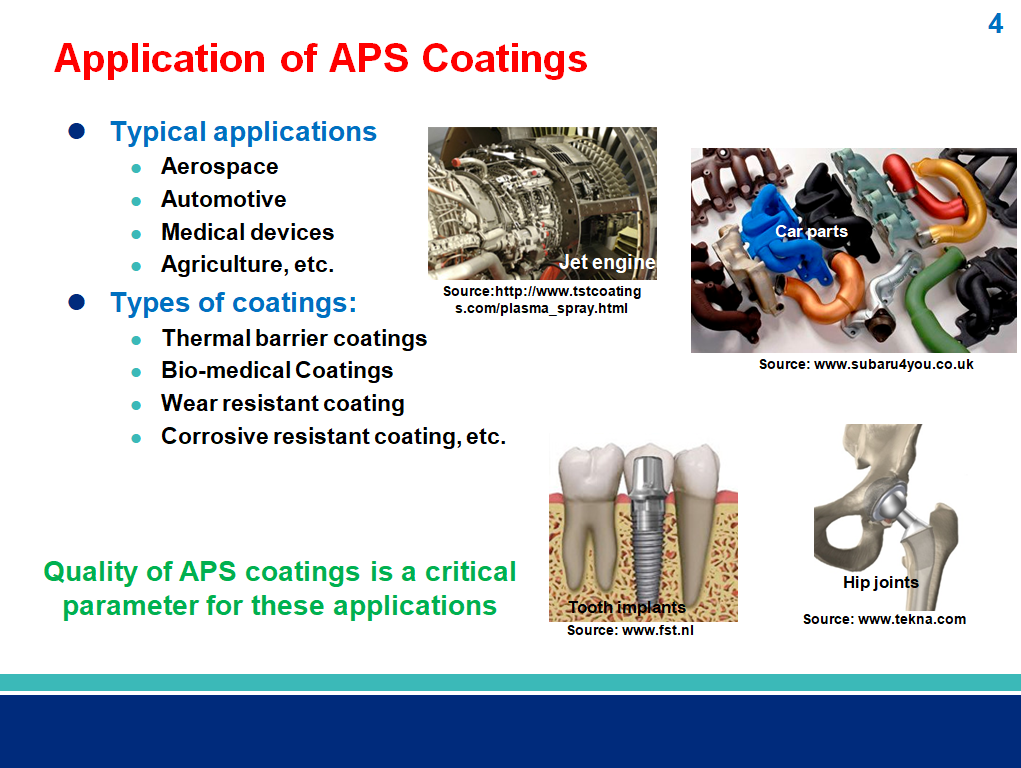 4
Application of APS Coatings
Typical applications
Aerospace
Automotive
Medical devices
Agriculture, etc.
Types of coatings:
Thermal barrier coatings
Bio-medical Coatings
Wear resistant coating
Corrosive resistant coating, etc.
Quality of APS coatings is a critical
parameter for these applications
Jet engine
Source:http://www.tstcoating
s.com/plasma_spray.html
Car parts
Source: www.subaru4you.co.uk
Tooth implants
Source: www.fst.nl
Hip joints
Source: www.tekna.com